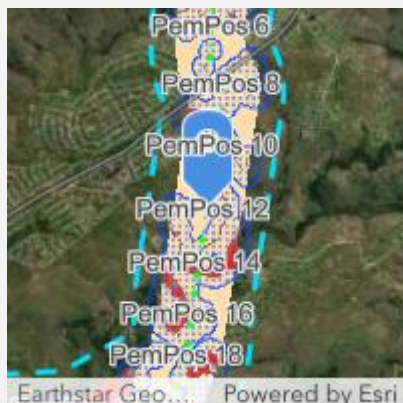 PemPos 6
PemPos 8
PemPos 10
PemPos 12
PemPos 14
PemPos 16
PemPos 18
Earthstar Geo... Powered by Esri